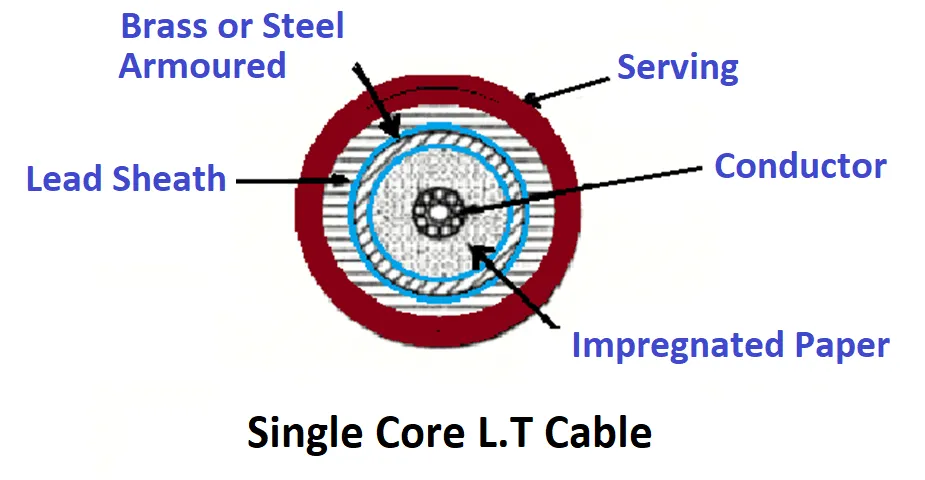 Brass or Steel
Armoured
Serving
Lead Sheath
Conductor
Impregnated Paper
Single Core L.T Cable